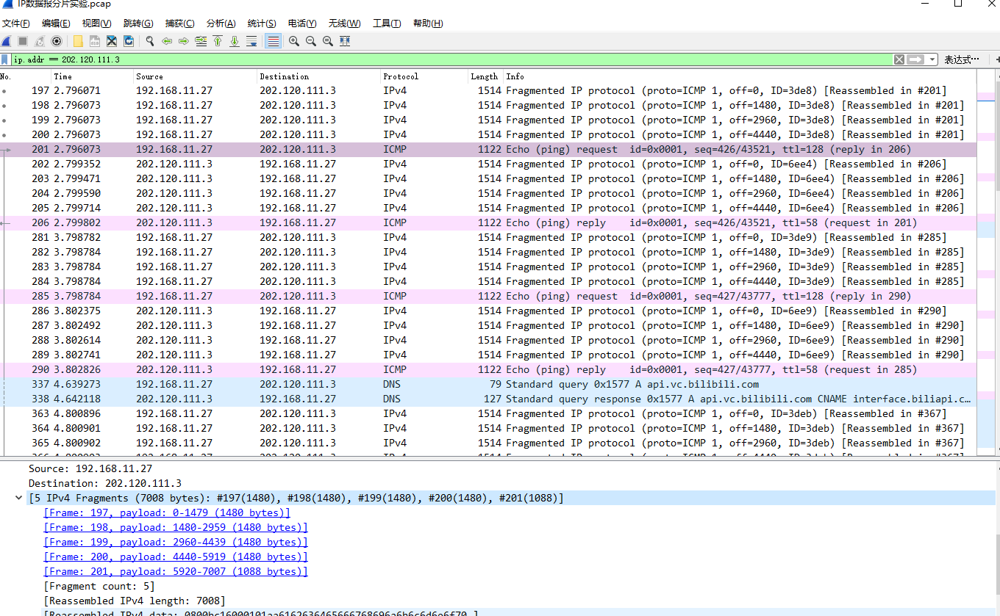 IP数据报分片实验.pcap
文件(F) 编辑(E) 视图(V) 跳转(G) 捕获(C) 分析(A) 统计(S) 电话(Y) 无线(W) 工具(T) 帮助(H)
ip.addr == 202.120.111.3 表达式…
No. Time Source Destination Protocol Length Info
197 2.796071 192.168.11.27 202.120.111.3 IPv4 1514 Fragmented IP protocol (proto=ICMP 1, off=0, ID=3de8) [Reassembled in #201]
198 2.796073 192.168.11.27 202.120.111.3 IPv4 1514 Fragmented IP protocol (proto=ICMP 1, off=1480, ID=3de8) [Reassembled in #201]
199 2.796073 192.168.11.27 202.120.111.3 IPv4 1514 Fragmented IP protocol (proto=ICMP 1, off=2960, ID=3de8) [Reassembled in #201]
200 2.796073 192.168.11.27 202.120.111.3 IPv4 1514 Fragmented IP protocol (proto=ICMP 1, off=4440, ID=3de8) [Reassembled in #201]
201 2.796073 192.168.11.27 202.120.111.3 ICMP 1122 Echo (ping) request id=0x0001, seq=426/43521, ttl=128 (reply in 206)
202 2.799352 202.120.111.3 192.168.11.27 IPv4 1514 Fragmented IP protocol (proto=ICMP 1, off=0, ID=6ee4) [Reassembled in #206]
203 2.799471 202.120.111.3 192.168.11.27 IPv4 1514 Fragmented IP protocol (proto=ICMP 1, off=1480, ID=6ee4) [Reassembled in #206]
204 2.799590 202.120.111.3 192.168.11.27 IPv4 1514 Fragmented IP protocol (proto=ICMP 1, off=2960, ID=6ee4) [Reassembled in #206]
205 2.799714 202.120.111.3 192.168.11.27 IPv4 1514 Fragmented IP protocol (proto=ICMP 1, off=4440, ID=6ee4) [Reassembled in #206]
206 2.799802 202.120.111.3 192.168.11.27 ICMP 1122 Echo (ping) reply id=0x0001, seq=426/43521, ttl=58 (request in 201)
281 3.798782 192.168.11.27 202.120.111.3 IPv4 1514 Fragmented IP protocol (proto=ICMP 1, off=0, ID=3de9) [Reassembled in #285]
282 3.798784 192.168.11.27 202.120.111.3 IPv4 1514 Fragmented IP protocol (proto=ICMP 1, off=1480, ID=3de9) [Reassembled in #285]
283 3.798784 192.168.11.27 202.120.111.3 IPv4 1514 Fragmented IP protocol (proto=ICMP 1, off=2960, ID=3de9) [Reassembled in #285]
284 3.798784 192.168.11.27 202.120.111.3 IPv4 1514 Fragmented IP protocol (proto=ICMP 1, off=4440, ID=3de9) [Reassembled in #285]
285 3.798784 192.168.11.27 202.120.111.3 ICMP 1122 Echo (ping) request id=0x0001, seq=427/43777, ttl=128 (reply in 290)
286 3.802375 202.120.111.3 192.168.11.27 IPv4 1514 Fragmented IP protocol (proto=ICMP 1, off=0, ID=6ee9) [Reassembled in #290]
287 3.802492 202.120.111.3 192.168.11.27 IPv4 1514 Fragmented IP protocol (proto=ICMP 1, off=1480, ID=6ee9) [Reassembled in #290]
288 3.802614 202.120.111.3 192.168.11.27 IPv4 1514 Fragmented IP protocol (proto=ICMP 1, off=2960, ID=6ee9) [Reassembled in #290]
289 3.802741 202.120.111.3 192.168.11.27 IPv4 1514 Fragmented IP protocol (proto=ICMP 1, off=4440, ID=6ee9) [Reassembled in #290]
290 3.802826 202.120.111.3 192.168.11.27 ICMP 1122 Echo (ping) reply id=0x0001, seq=427/43777, ttl=58 (request in 285)
337 4.639273 192.168.11.27 202.120.111.3 DNS 79 Standard query 0x1577 A api.vc.bilibili.com
338 4.642118 202.120.111.3 192.168.11.27 DNS 127 Standard query response 0x1577 A api.vc.bilibili.com CNAME interface.biliapi.c…
363 4.800896 192.168.11.27 202.120.111.3 IPv4 1514 Fragmented IP protocol (proto=ICMP 1, off=0, ID=3deb) [Reassembled in #367]
364 4.800901 192.168.11.27 202.120.111.3 IPv4 1514 Fragmented IP protocol (proto=ICMP 1, off=1480, ID=3deb) [Reassembled in #367]
365 4.800902 192.168.11.27 202.120.111.3 IPv4 1514 Fragmented IP protocol (proto=ICMP 1, off=2960, ID=3deb) [Reassembled in #367]
Source: 192.168.11.27
Destination: 202.120.111.3
[5 IPv4 Fragments (7008 bytes): #197(1480), #198(1480), #199(1480), #200(1480), #201(1088)]
[Frame: 197, payload: 0-1479 (1480 bytes)]
[Frame: 198, payload: 1480-2959 (1480 bytes)]
[Frame: 199, payload: 2960-4439 (1480 bytes)]
[Frame: 200, payload: 4440-5919 (1480 bytes)]
[Frame: 201, payload: 5920-7007 (1088 bytes)]
[Fragment count: 5]
[Reassembled IPv4 length: 7008]